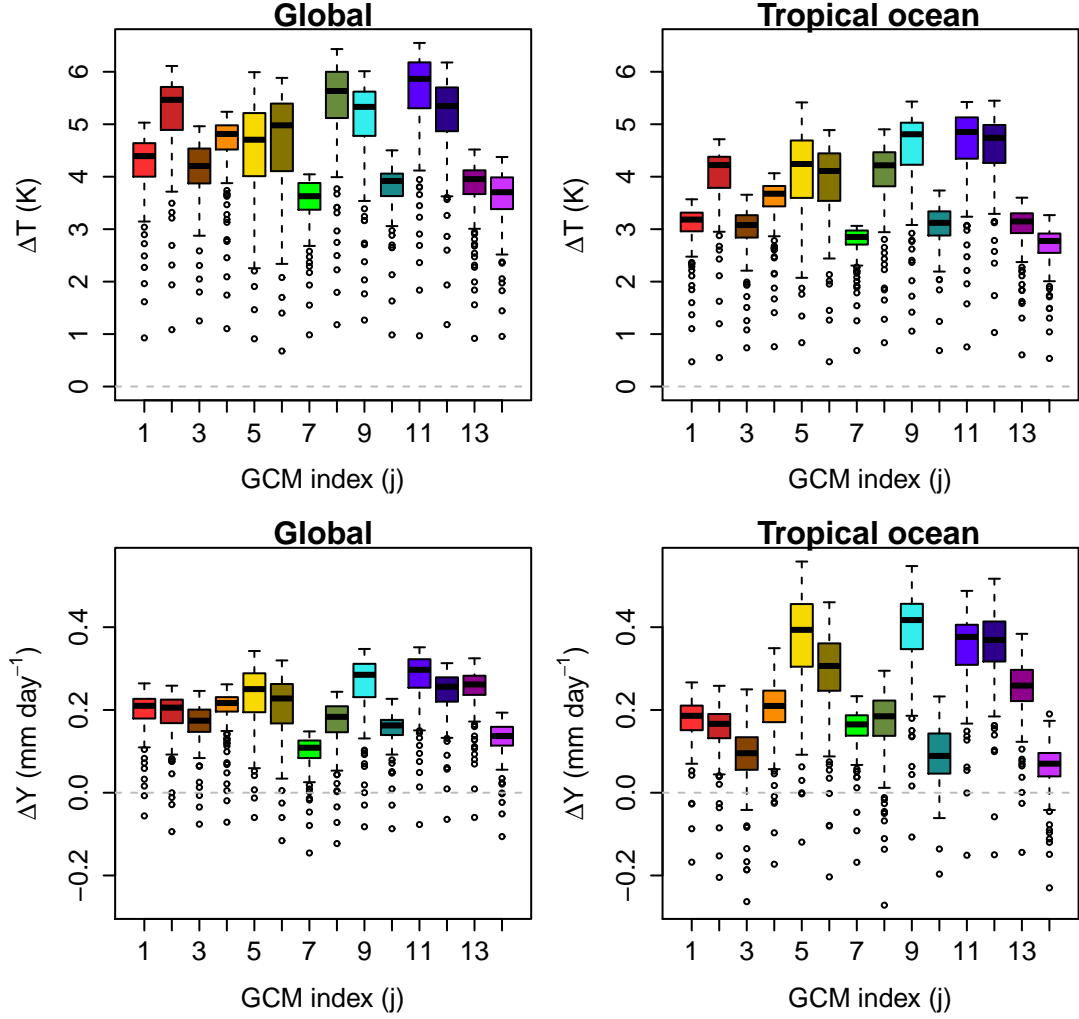 Global
ΔT (K)
6
5
4
3
2
1
0
1 3 5 7 9 11 13
GCM index (j)
Tropical ocean
ΔT (K)
6
5
4
3
2
1
0
1 3 5 7 9 11 13
GCM index (j)
Global
ΔY (mm day⁻¹)
0.4
0.2
0.0
−0.2
1 3 5 7 9 11 13
GCM index (j)
Tropical ocean
ΔY (mm day⁻¹)
0.4
0.2
0.0
−0.2
1 3 5 7 9 11 13
GCM index (j)